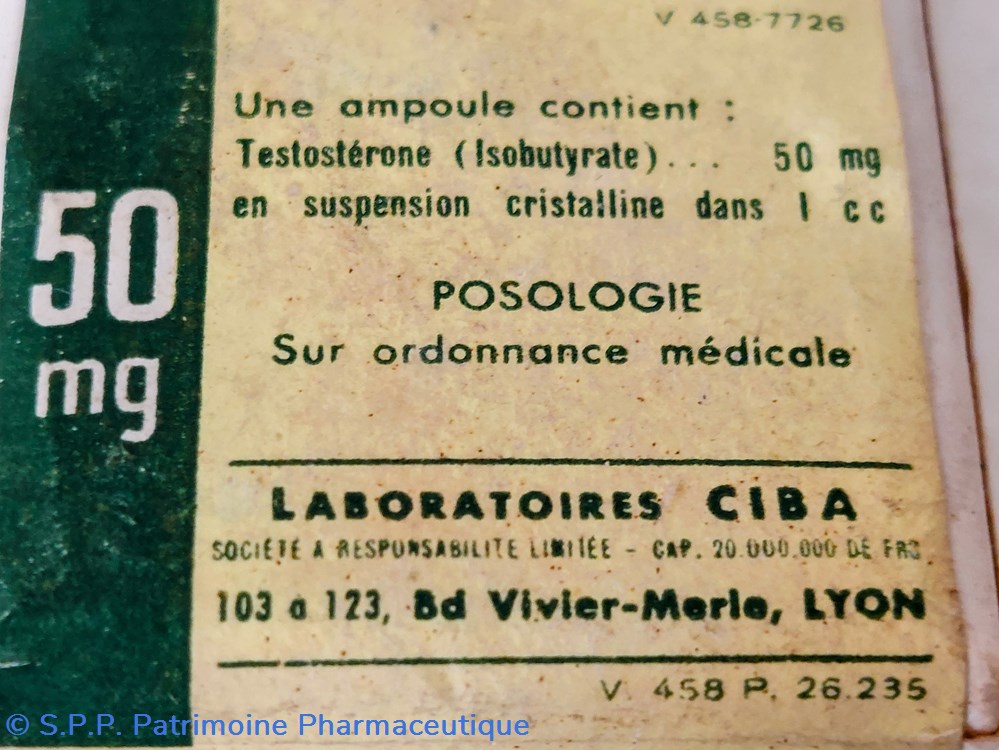 V 458-7726
Une ampoule contient :
Testostérone (Isobutyrate)... 50 mg
en suspension cristalline dans 1 cc
50
mg
POSOLOGIE
Sur ordonnance médicale
LABORATOIRES CIBA
SOCIÉTÉ A RESPONSABILITE LIMITÉE - CAP. 20.000.000 DE FRS
103 a 123, Bd Vivier-Merle, LYON
V. 458 P. 26.235
© S.P.P. Patrimoine Pharmaceutique